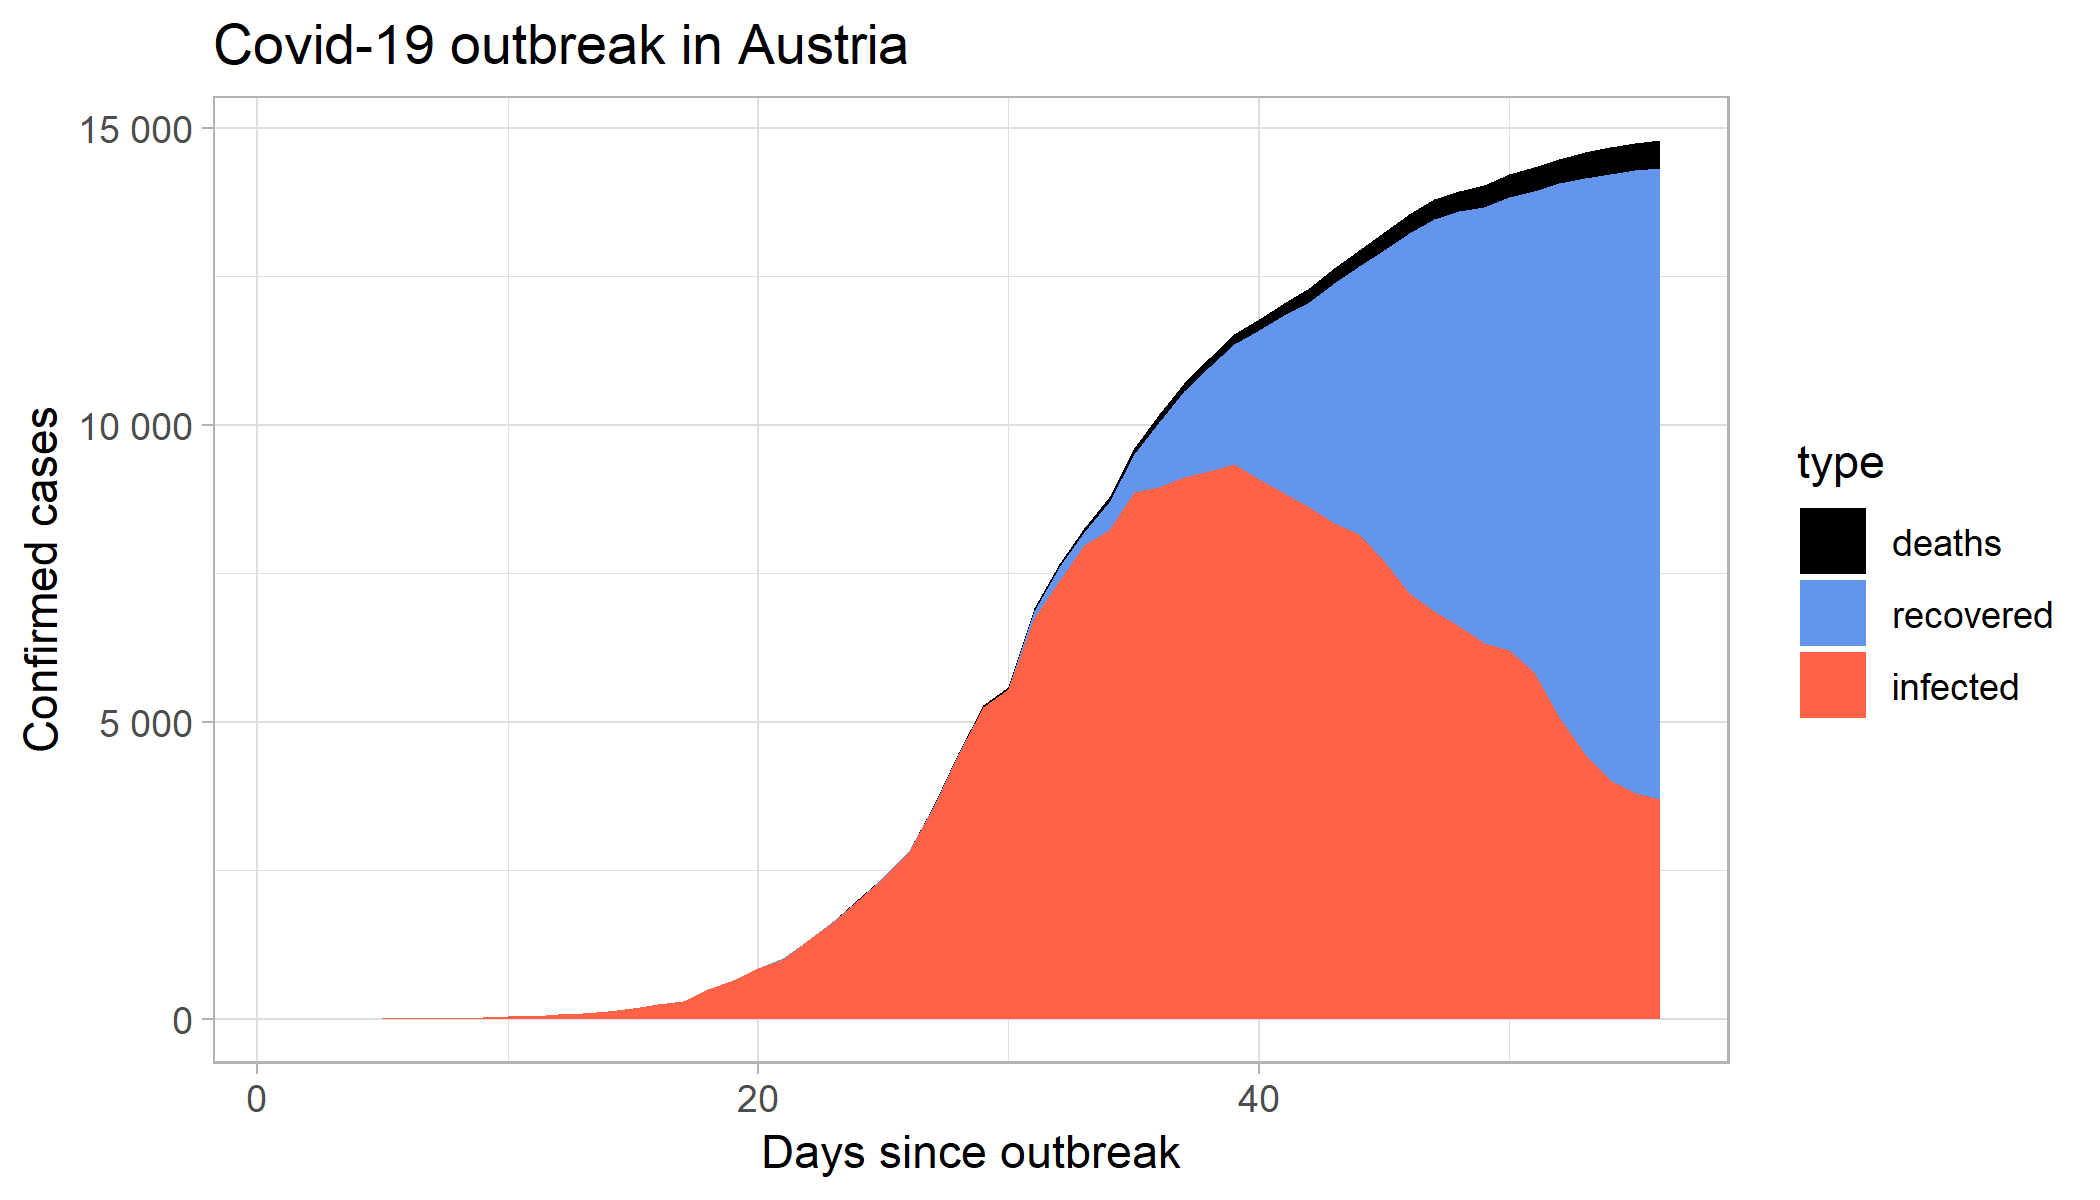 Covid-19 outbreak in Austria
15 000
10 000
5 000
0
Confirmed cases
0 20 40
Days since outbreak
type
deaths
recovered
infected